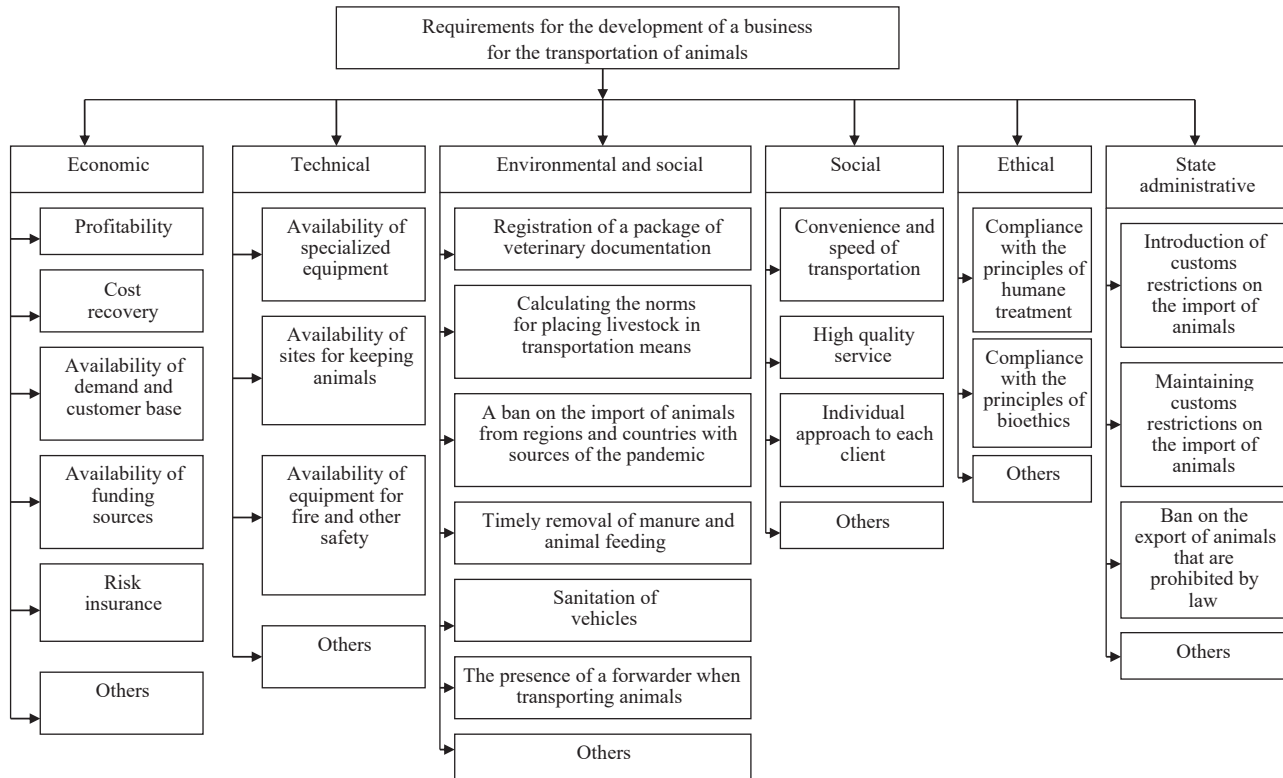 Requirements for the development of a business
for the transportation of animals
Economic
Profitability
Cost
recovery
Availability of
demand and
customer base
Availability of
funding
sources
Risk
insurance
Others
Technical
Availability of
specialized
equipment
Availability of
sites for keeping
animals
Availability of
equipment for
fire and other
safety
Others
Environmental and social
Registration of a package of
veterinary documentation
Calculating the norms
for placing livestock in
transportation means
A ban on the import of animals
from regions and countries with
sources of the pandemic
Timely removal of manure and
animal feeding
Sanitation of
vehicles
The presence of a forwarder when
transporting animals
Others
Social
Convenience and
speed of
transportation
High quality
service
Individual
approach to each
client
Others
Ethical
Compliance
with the
principles of
humane
treatment
Compliance
with the
principles of
bioethics
Others
State
administrative
Introduction of
customs
restrictions on
the import of
animals
Maintaining
customs
restrictions on
the import of
animals
Ban on the
export of animals
that are
prohibited by
law
Others